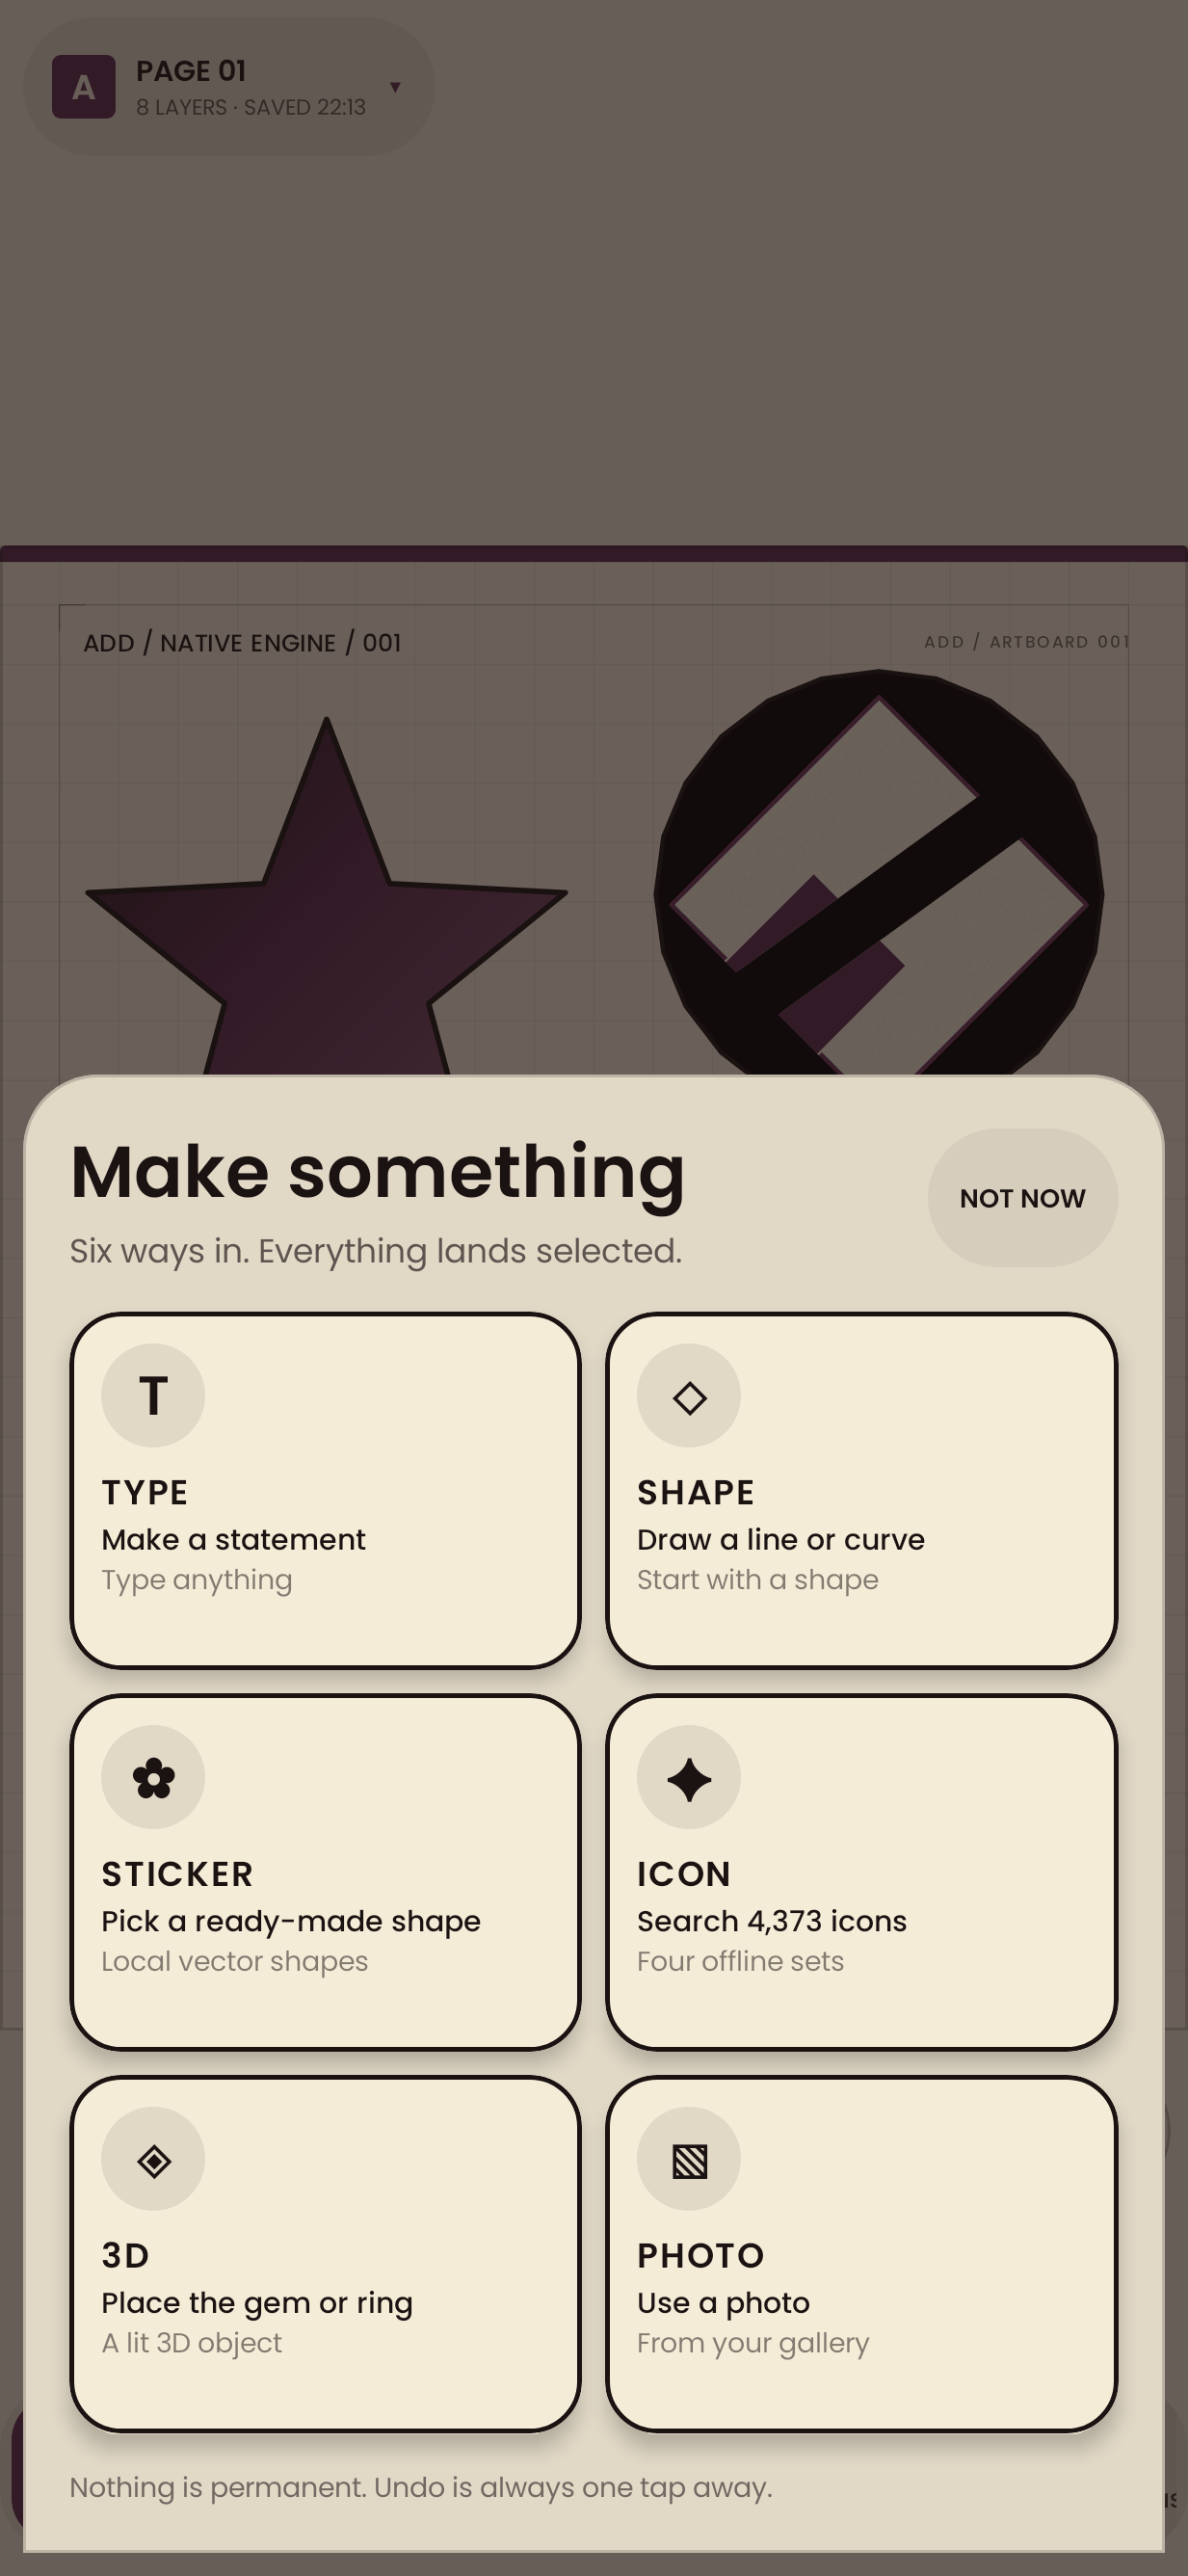 A
PAGE 01
8 LAYERS · SAVED 22:13
ADD / NATIVE ENGINE / 001
ADD / ARTBOARD 001
Make something
NOT NOW
Six ways in. Everything lands selected.
T
TYPE
Make a statement
Type anything
SHAPE
Draw a line or curve
Start with a shape
STICKER
Pick a ready-made shape
Local vector shapes
ICON
Search 4,373 icons
Four offline sets
3D
Place the gem or ring
A lit 3D object
PHOTO
Use a photo
From your gallery
Nothing is permanent. Undo is always one tap away.